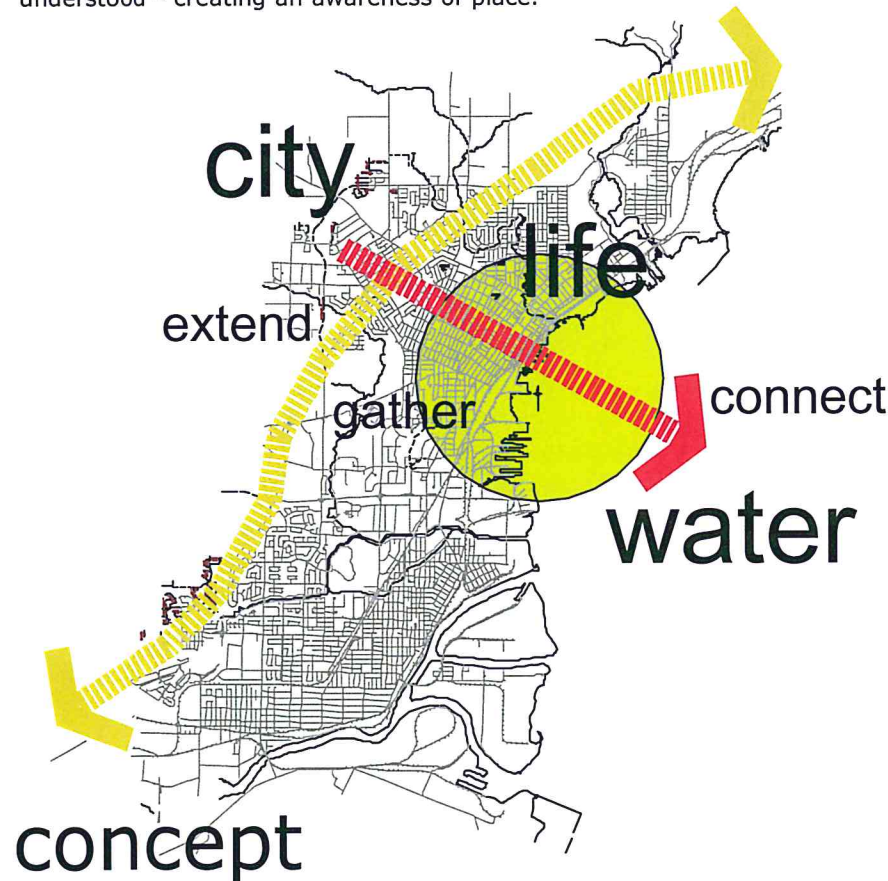 understood - creating an awareness of place.
city
life
extend
gather
connect
water
concept